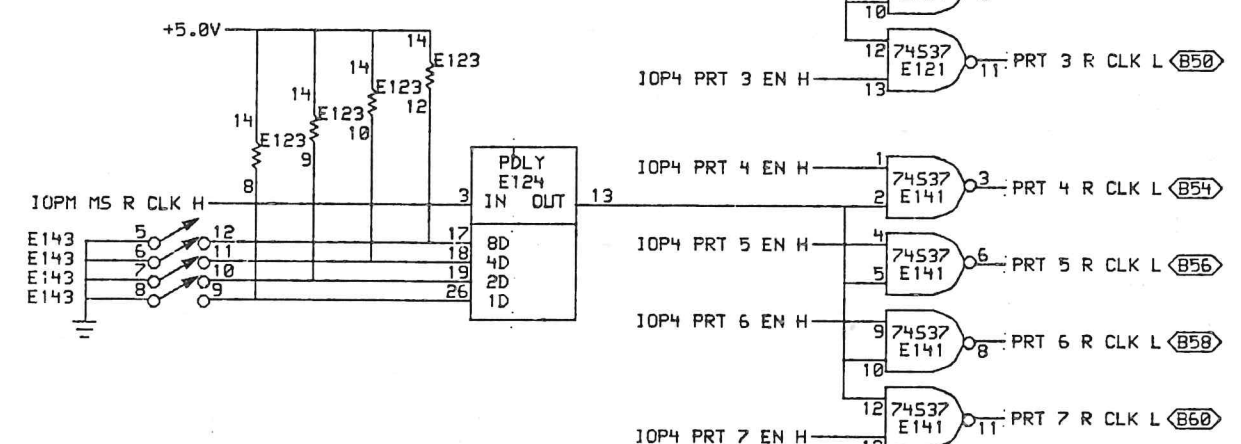 10
+5.0V
14
E123
14
E123
12
14
E123
10
14
E123
9
8
12
74S37
E121
11
PRT 3 R CLK L
B50
IOP4 PRT 3 EN H
13
PDLY
E124
IN OUT
3
13
IOPM MS R CLK H
E143 5 12 17 8D
E143 6 11 18 4D
E143 7 10 19 2D
E143 8 9 26 1D
IOP4 PRT 4 EN H
1
2
74S37
E141
3
PRT 4 R CLK L
B54
IOP4 PRT 5 EN H
4
5
74S37
E141
6
PRT 5 R CLK L
B56
IOP4 PRT 6 EN H
9
10
74S37
E141
8
PRT 6 R CLK L
B58
12
74S37
E141
11
PRT 7 R CLK L
B60
IOP4 PRT 7 EN H